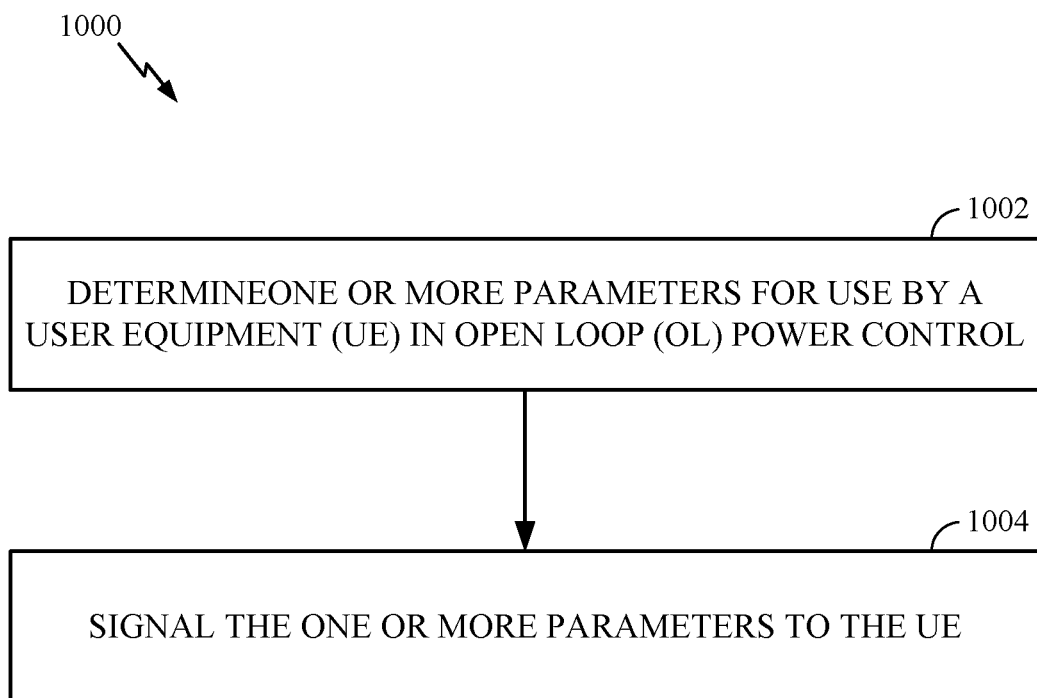 1000
1002
DETERMINEONE OR MORE PARAMETERS FOR USE BY A
USER EQUIPMENT (UE) IN OPEN LOOP (OL) POWER CONTROL
1004
SIGNAL THE ONE OR MORE PARAMETERS TO THE UE